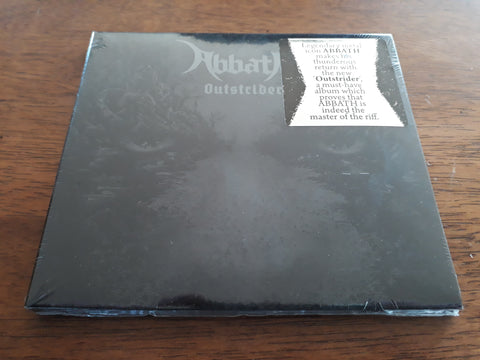 Abbath
Outstrider
Legendary metal
icon ABBATH
makes his
thunderous
return with
the new
'Outstrider',
a must-have
album which
proves that
ABBATH is
indeed the
master of the riff.